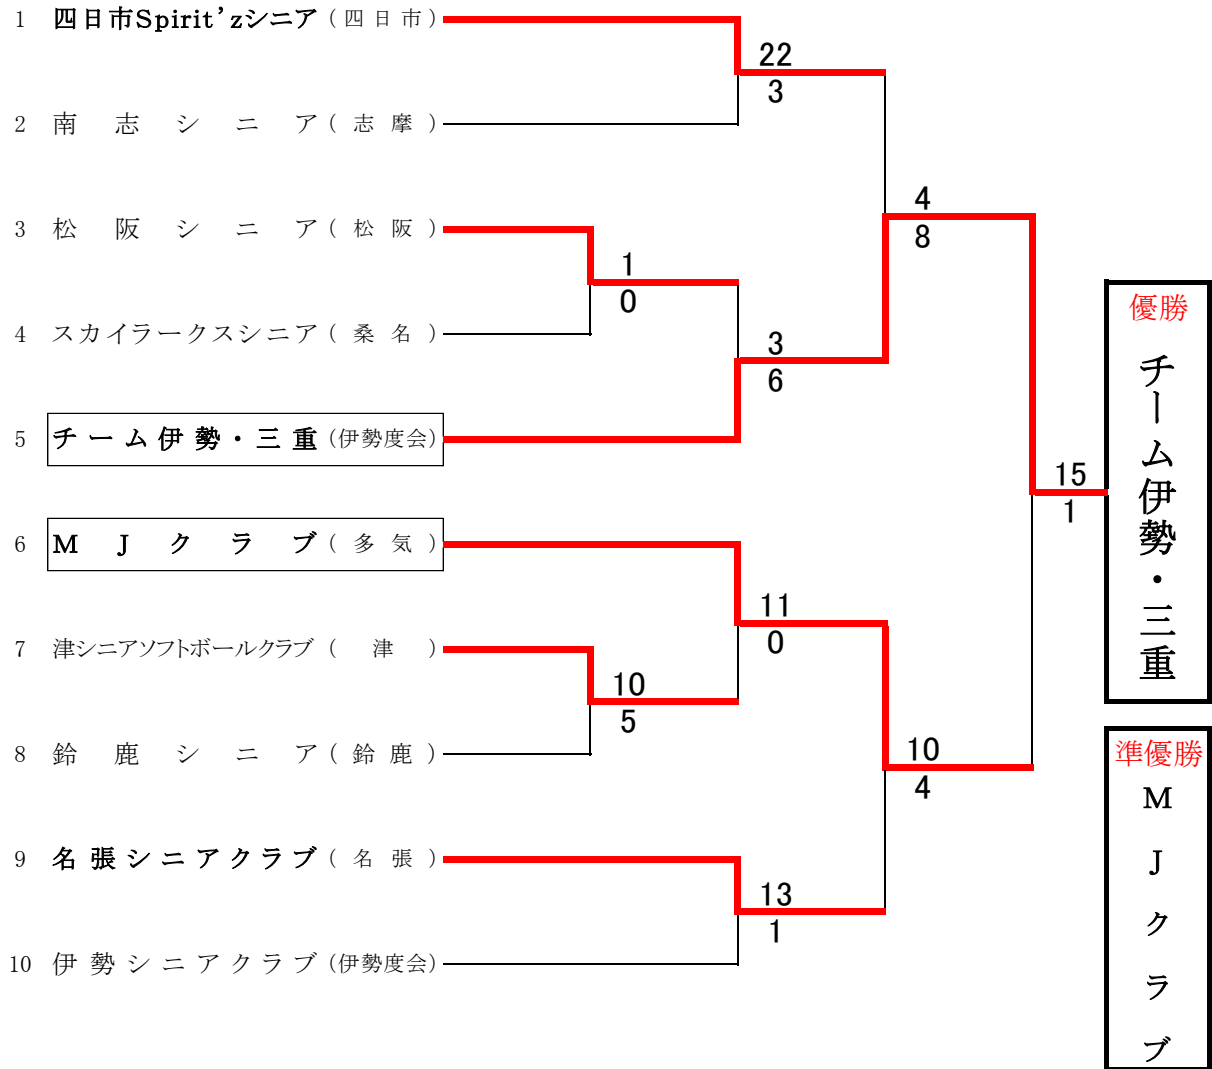 1 四日市Spirit’zシニア (四日市)
22
3
2 南志シニア (志摩)
3 松阪シニア (松阪)
1
0
4 スカイラークスシニア (桑名)
3
6
5 チーム伊勢・三重 (伊勢度会)
4
8
6 MJクラブ (多気)
11
0
7 津シニアソフトボールクラブ (津)
10
5
8 鈴鹿シニア (鈴鹿)
10
4
9 名張シニアクラブ (名張)
13
1
10 伊勢シニアクラブ (伊勢度会)
15
1
優勝
チーム伊勢・三重
準優勝
MJクラブ